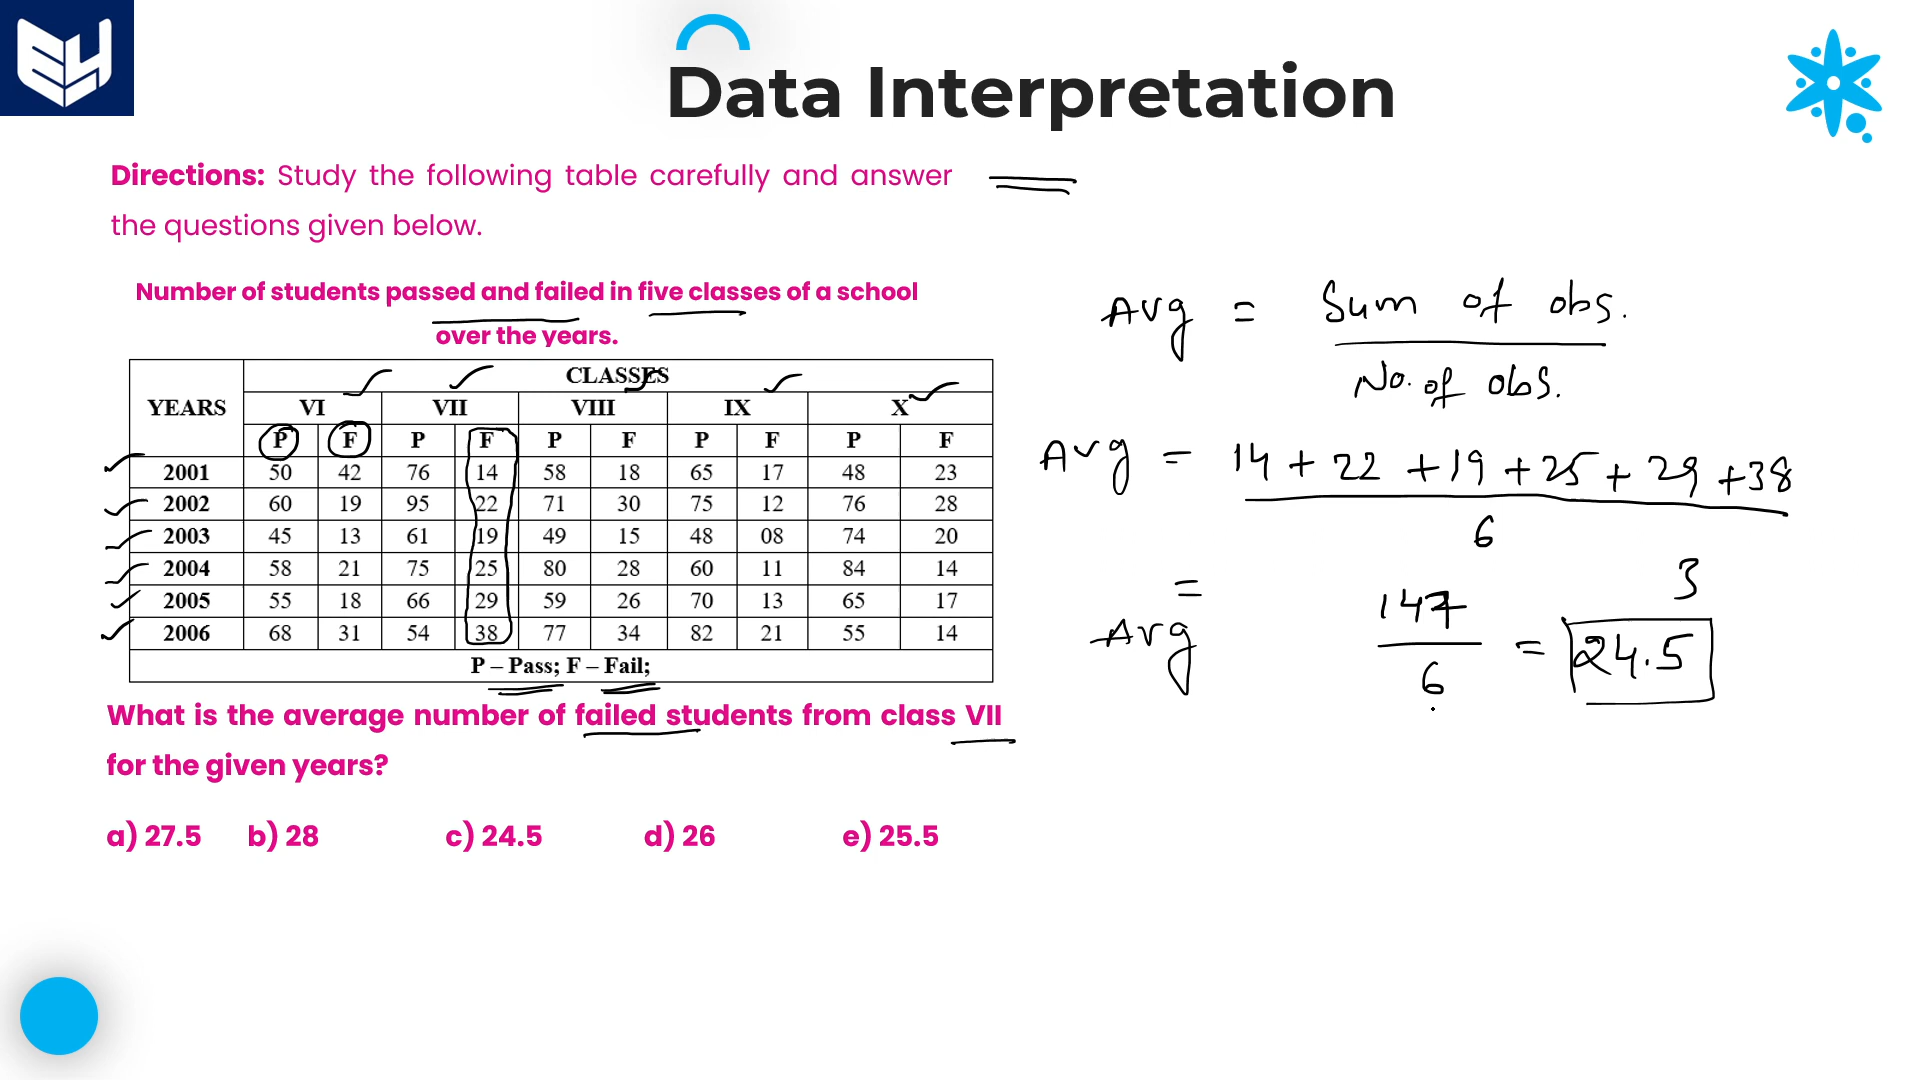 EY
Data Interpretation
Directions: Study the following table carefully and answer
the questions given below.
Number of students passed and failed in five classes of a school
over the years.
YEARS CLASSES
VI VII VIII IX X
P F P F P F P F P F
2001 50 42 76 14 58 18 65 17 48 23
2002 60 19 95 22 71 30 75 12 76 28
2003 45 13 61 19 49 15 48 08 74 20
2004 58 21 75 25 80 28 60 11 84 14
2005 55 18 66 29 59 26 70 13 65 17
2006 68 31 54 38 77 34 82 21 55 14
P – Pass; F – Fail;
What is the average number of failed students from class VII
for the given years?
a) 27.5 b) 28 c) 24.5 d) 26 e) 25.5
Avg = Sum of obs.
No. of obs.
Avg = 14 + 22 + 19 + 25 + 29 + 38
6
= 3
Avg 147 = 24.5
6